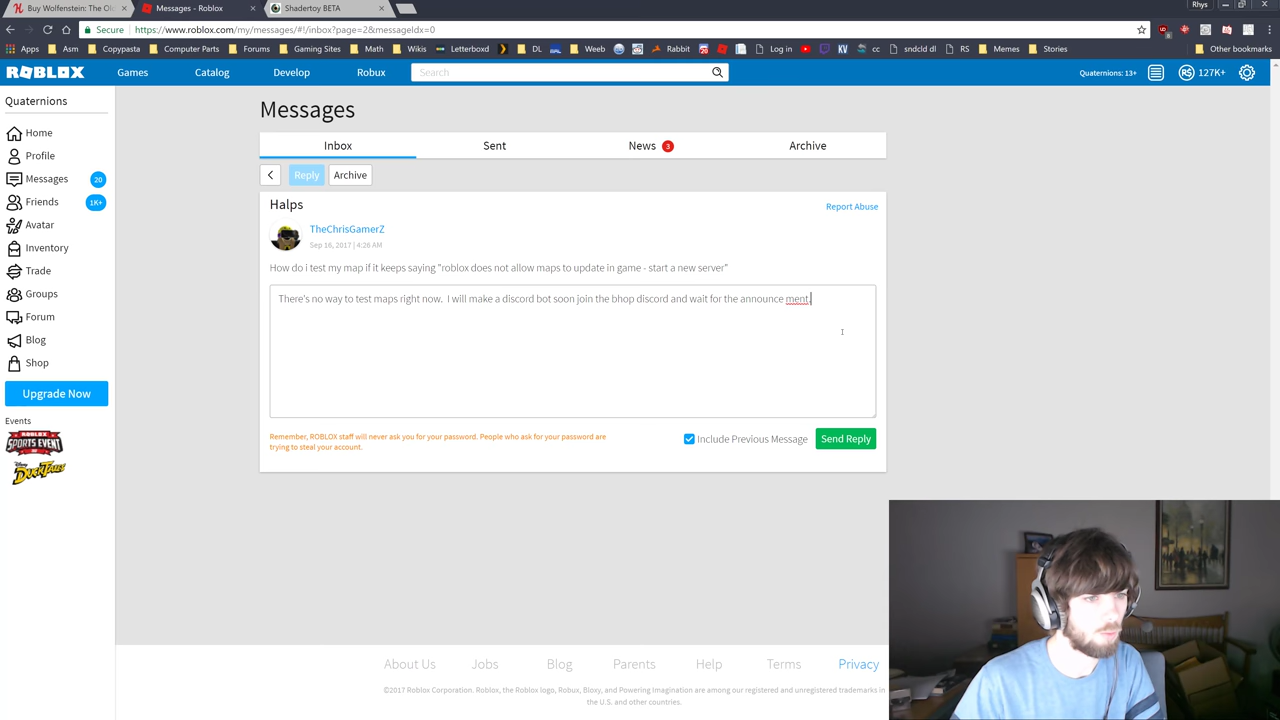 Buy Wolfenstein: The Ol
Messages - Roblox
Shadertoy BETA
Rhys
Secure
https://www.roblox.com/my/messages/#!/inbox?page=2&messageIdx=0
Apps
Asm
Copypasta
Computer Parts
Forums
Gaming Sites
Math
Wikis
Net
Letterboxd
DL
Weeb
Rabbit
Log in
KV
cc
sndcld dl
RS
Memes
Stories
Other bookmarks
ROBLOX
Games
Catalog
Develop
Robux
Search
Quaternions: 13+
R$
127K+
Quaternions
Home
Profile
Messages 20
Friends 1K+
Avatar
Inventory
Trade
Groups
Forum
Blog
Shop
Upgrade Now
Events
ROBLOX
SPORTS EVENT
DUCKTALES
Messages
Inbox
Sent
News 3
Archive
Reply
Archive
Halps
Report Abuse
TheChrisGamerZ
Sep 16, 2017 | 4:26 AM
How do i test my map if it keeps saying "roblox does not allow maps to update in game - start a new server"
There's no way to test maps right now.  I will make a discord bot soon join the bhop discord and wait for the announce ment.
Remember, ROBLOX staff will never ask you for your password. People who ask for your password are
trying to steal your account.
Include Previous Message
Send Reply
About Us
Jobs
Blog
Parents
Help
Terms
Privacy
©2017 Roblox Corporation. Roblox, the Roblox logo, Robux, Bloxy, and Powering Imagination are among our registered and unregistered trademarks in
the U.S. and other countries.